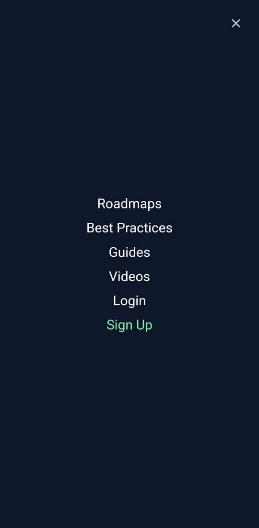 Roadmaps
Best Practices
Guides
Videos
Login
Sign Up